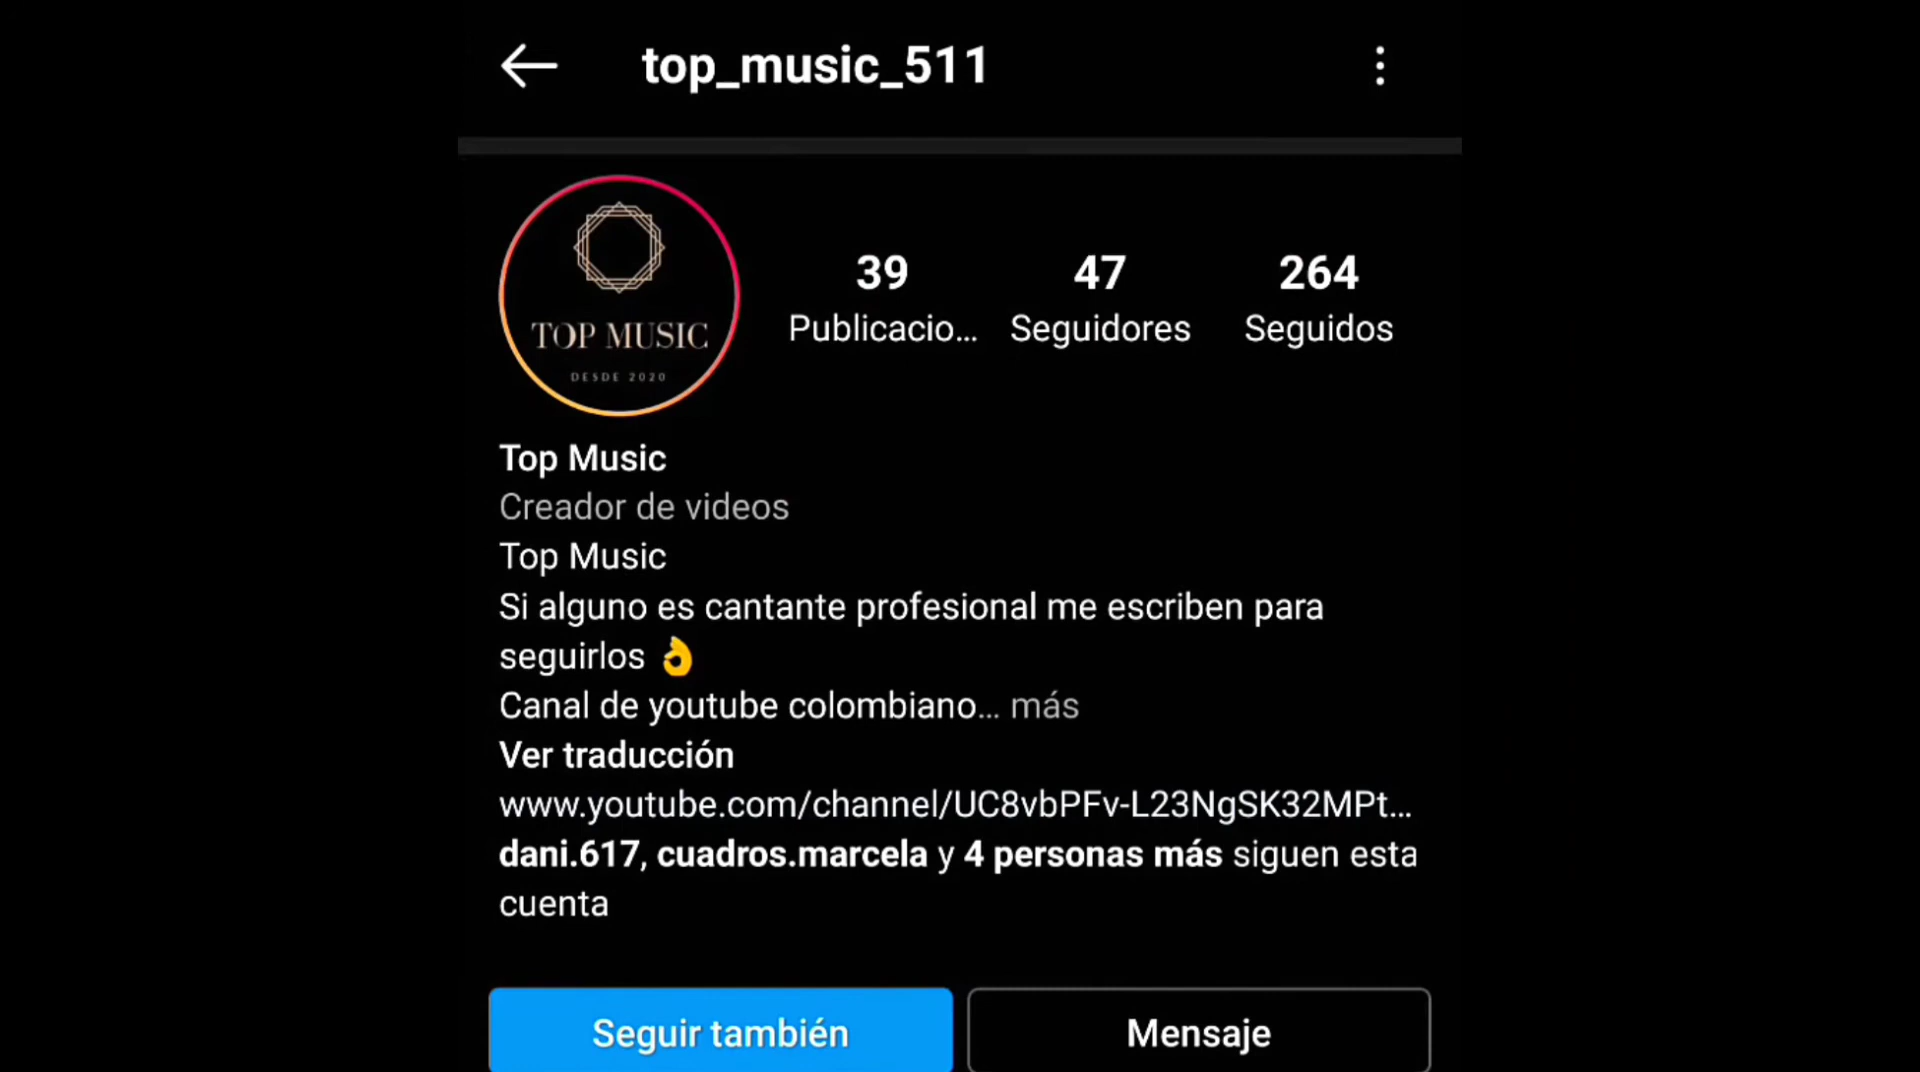 top_music_511
TOP MUSIC
DESDE 2020
39
Publicacio...
47
Seguidores
264
Seguidos
Top Music
Creador de videos
Top Music
Si alguno es cantante profesional me escriben para
seguirlos 👌
Canal de youtube colombiano... más
Ver traducción
www.youtube.com/channel/UC8vbPFv-L23NgSK32MPt...
dani.617, cuadros.marcela y 4 personas más siguen esta
cuenta
Seguir también
Mensaje